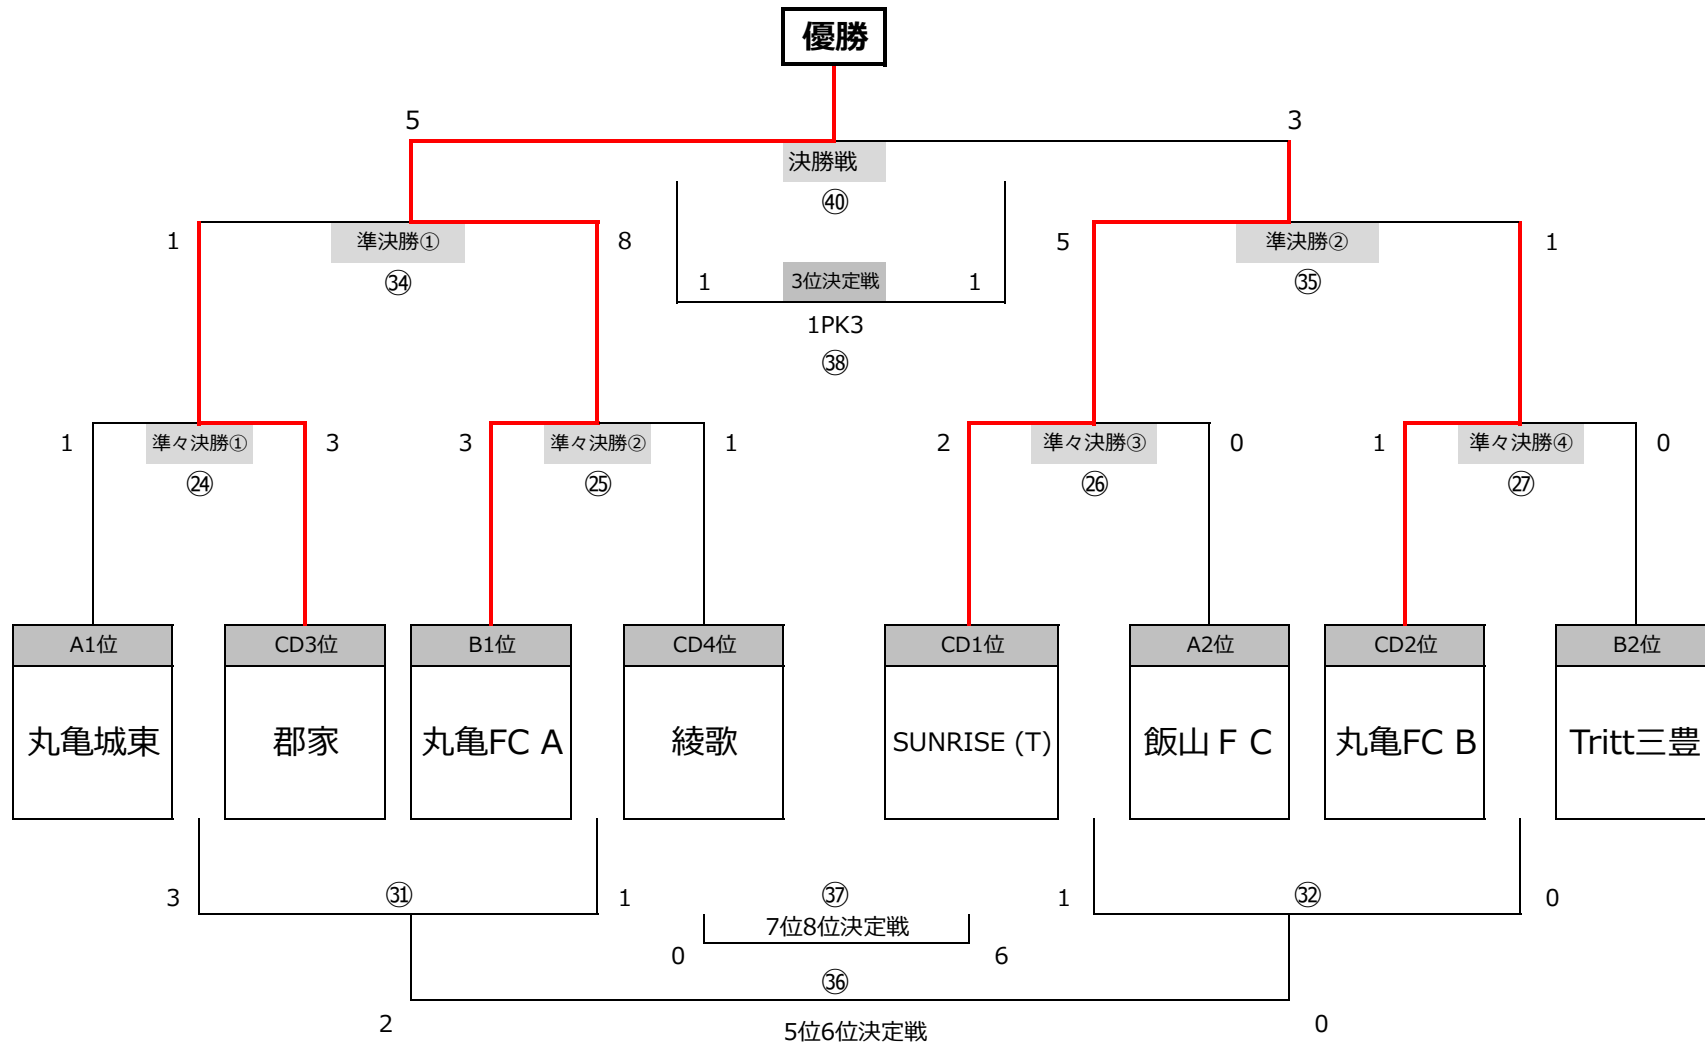 優勝
5 3
決勝戦
㊵
1 準決勝① 8 5 準決勝② 1
㉞ 1 3位決定戦 1 ㉟
1PK3
㊳
1 準々決勝① 3 3 準々決勝② 1 2 準々決勝③ 0 1 準々決勝④ 0
㉔ ㉕ ㉖ ㉗
A1位 CD3位 B1位 CD4位 CD1位 A2位 CD2位 B2位
丸亀城東 郡家 丸亀FC A 綾歌 SUNRISE (T) 飯山ＦＣ 丸亀FC B Tritt三豊
3 ㉛ 1 ㊲ 1 ㉜ 0
7位8位決定戦
0 6
㊱
2 5位6位決定戦 0